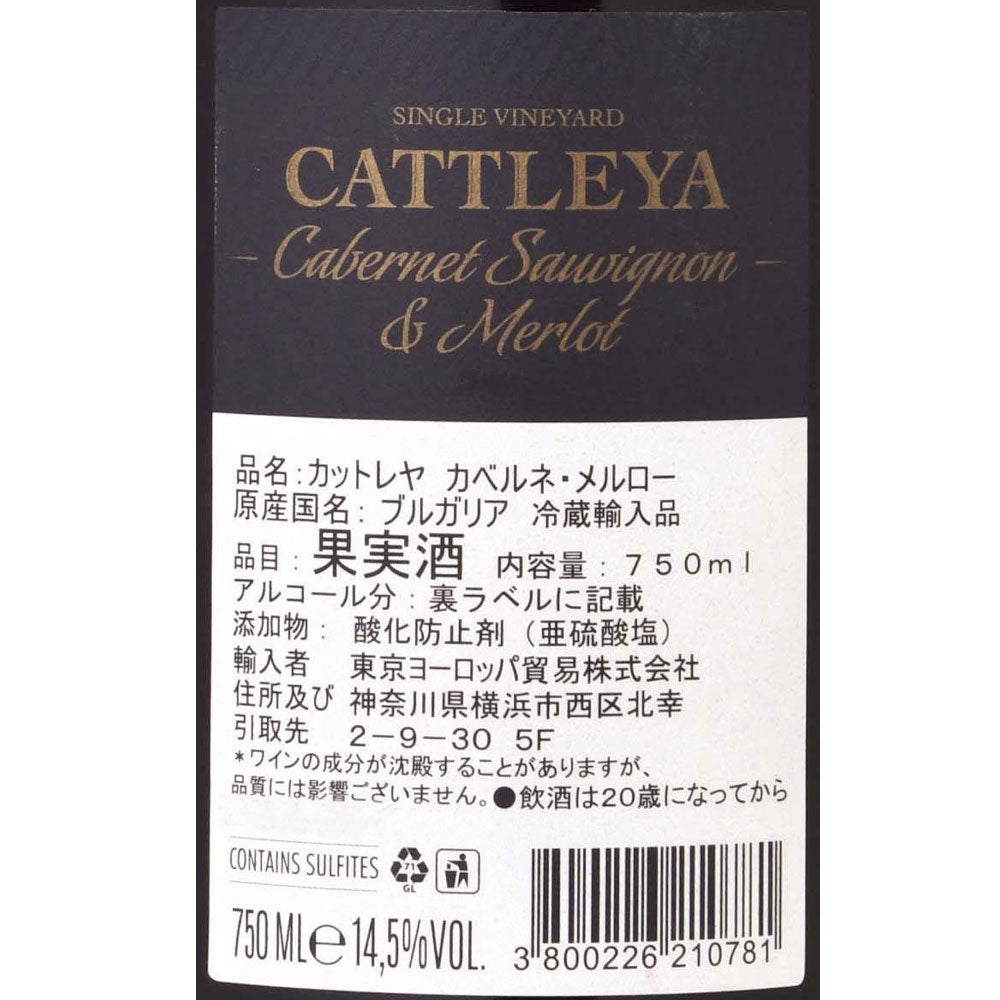 SINGLE VINEYARD
CATTLEYA
Cabernet Sauvignon
& Merlot
品名:カットレヤ カベルネ・メルロー
原産国名:ブルガリア 冷蔵輸入品
品目:果実酒 内容量:750ml
アルコール分:裏ラベルに記載
添加物: 酸化防止剤(亜硫酸塩)
輸入者 東京ヨーロッパ貿易株式会社
住所及び 神奈川県横浜市西区北幸
引取先 2-9-30 5F
*ワインの成分が沈殿することがありますが、
品質には影響ございません。●飲酒は20歳になってから
CONTAINS SULFITES 71 GL
750 ML e 14,5%VOL.
3 800226 210781